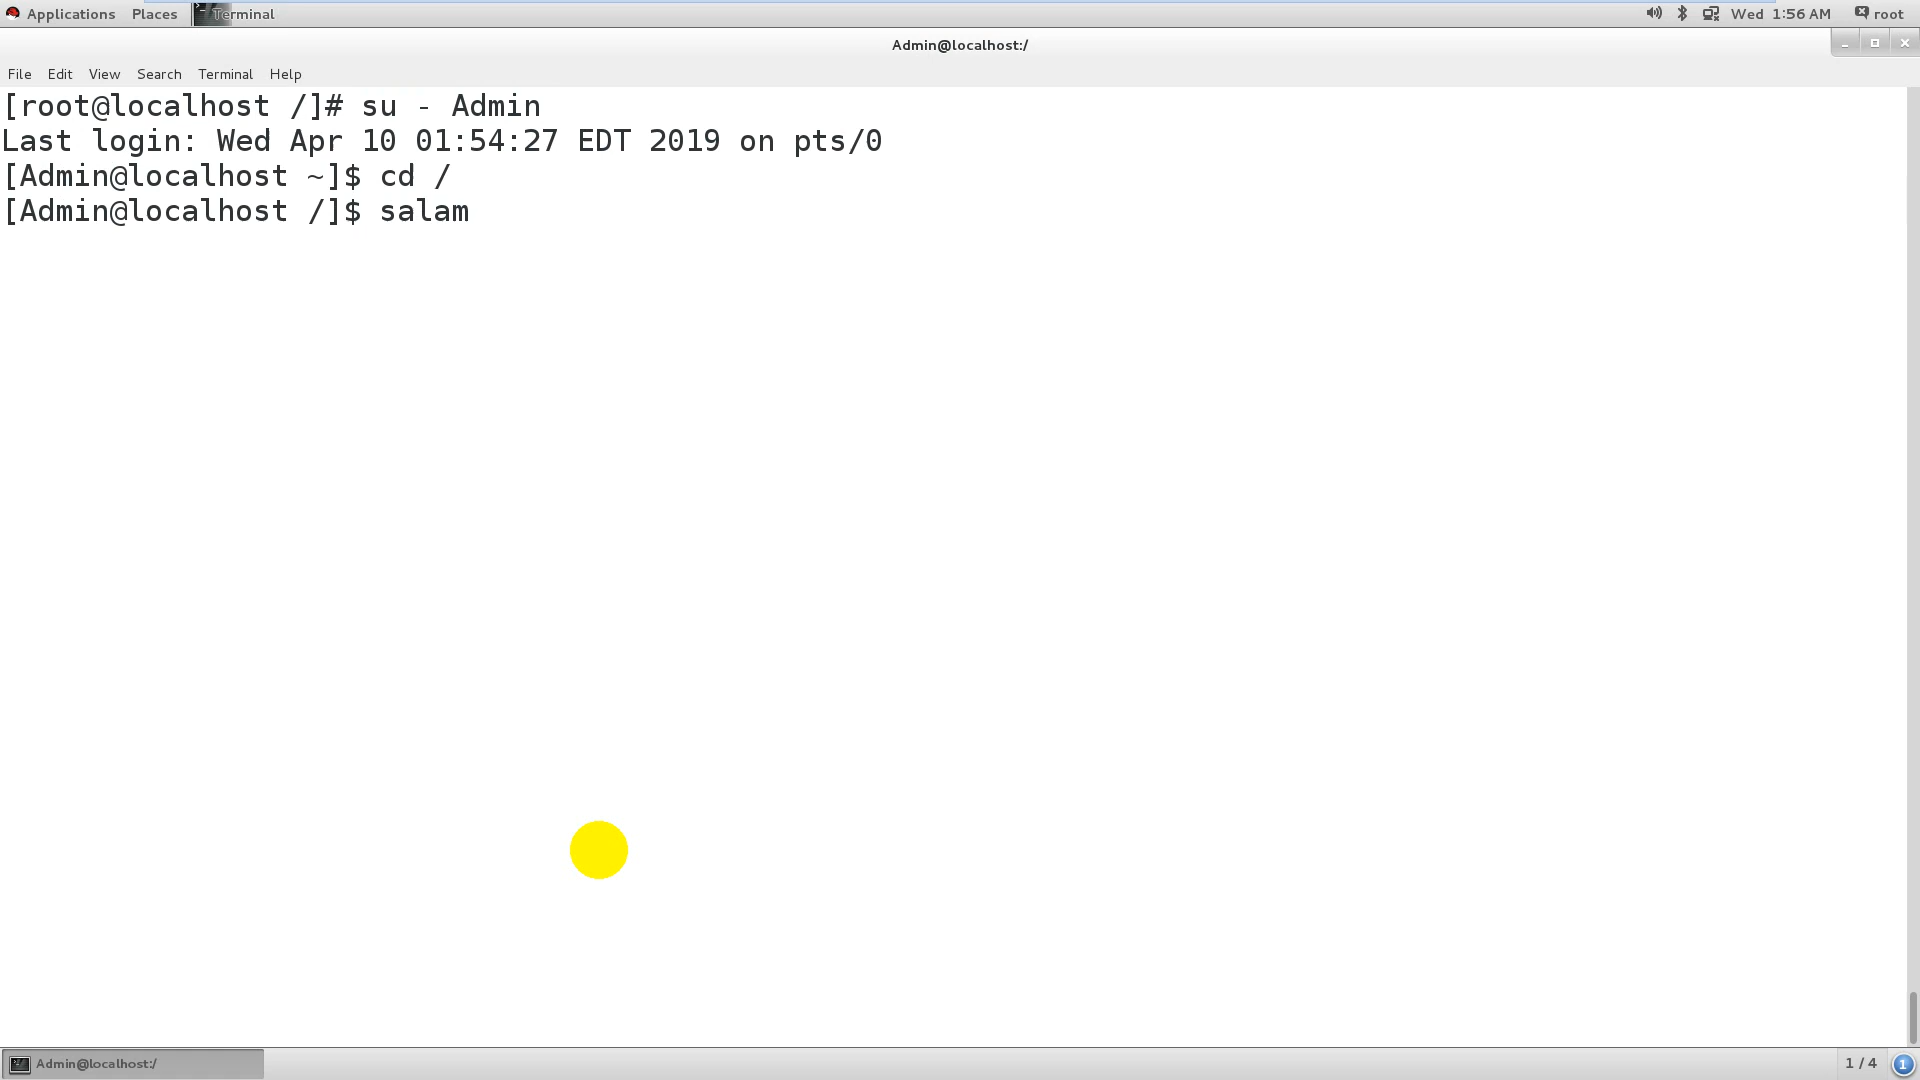 Applications Places Terminal Wed 1:56 AM root
Admin@localhost:/
File Edit View Search Terminal Help
[root@localhost /]# su - Admin
Last login: Wed Apr 10 01:54:27 EDT 2019 on pts/0
[Admin@localhost ~]$ cd /
[Admin@localhost /]$ salam
Admin@localhost:/ 1 / 4 1